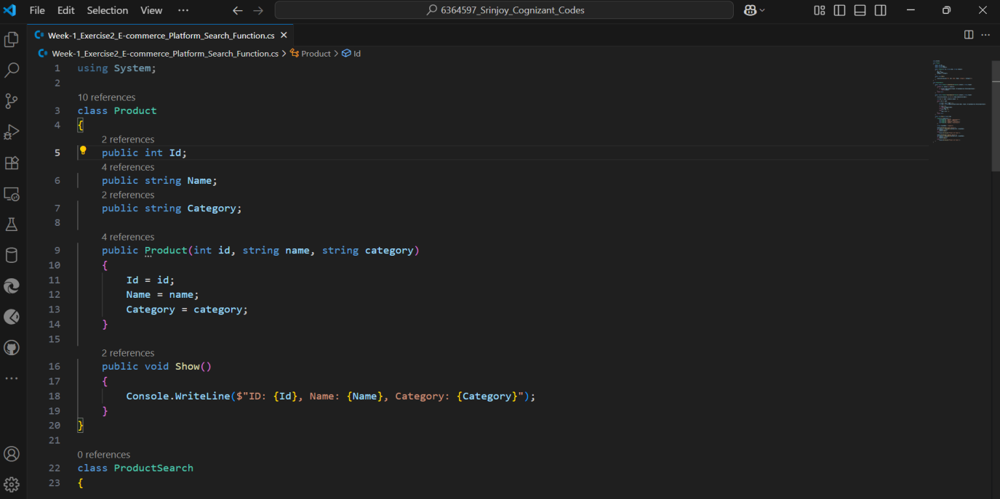 File Edit Selection View ··· 6364597_Srinjoy_Cognizant_Codes
Week-1_Exercise2_E-commerce_Platform_Search_Function.cs
Week-1_Exercise2_E-commerce_Platform_Search_Function.cs > Product > Id
1 using System;
2
10 references
3 class Product
4 {
2 references
5 public int Id;
4 references
6 public string Name;
2 references
7 public string Category;
8
4 references
9 public Product(int id, string name, string category)
10 {
11 Id = id;
12 Name = name;
13 Category = category;
14 }
15
2 references
16 public void Show()
17 {
18 Console.WriteLine($"ID: {Id}, Name: {Name}, Category: {Category}");
19 }
20 }
21
0 references
22 class ProductSearch
23 {